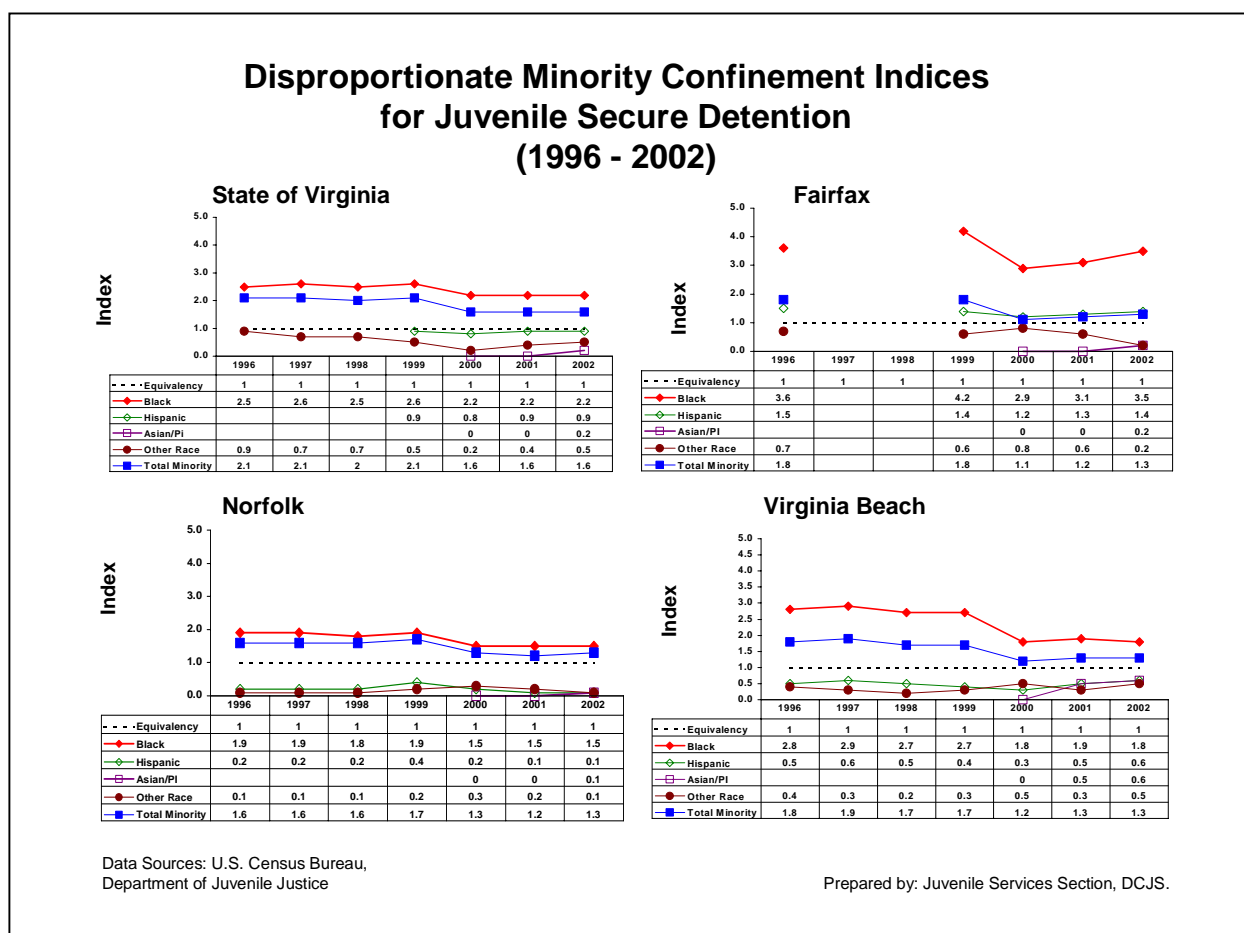 Disproportionate Minority Confinement Indices
for Juvenile Secure Detention
(1996 - 2002)
State of Virginia
Index
5.0
4.0
3.0
2.0
1.0
0.0
1996 1997 1998 1999 2000 2001 2002
Equivalency 1 1 1 1 1 1 1
Black 2.5 2.6 2.5 2.6 2.2 2.2 2.2
Hispanic 0.9 0.8 0.9 0.9
Asian/Pi 0 0 0.2
Other Race 0.9 0.7 0.7 0.5 0.2 0.4 0.5
Total Minority 2.1 2.1 2 2.1 1.6 1.6 1.6
Fairfax
Index
5.0
4.0
3.0
2.0
1.0
0.0
1996 1997 1998 1999 2000 2001 2002
Equivalency 1 1 1 1 1 1 1
Black 3.6 4.2 2.9 3.1 3.5
Hispanic 1.5 1.4 1.2 1.3 1.4
Asian/PI 0 0 0.2
Other Race 0.7 0.6 0.8 0.6 0.2
Total Minority 1.8 1.8 1.1 1.2 1.3
Norfolk
Index
5.0
4.0
3.0
2.0
1.0
0.0
1996 1997 1998 1999 2000 2001 2002
Equivalency 1 1 1 1 1 1 1
Black 1.9 1.9 1.8 1.9 1.5 1.5 1.5
Hispanic 0.2 0.2 0.2 0.4 0.2 0.1 0.1
Asian/PI 0 0 0.1
Other Race 0.1 0.1 0.1 0.2 0.3 0.2 0.1
Total Minority 1.6 1.6 1.6 1.7 1.3 1.2 1.3
Virginia Beach
Index
5.0
4.5
4.0
3.5
3.0
2.5
2.0
1.5
1.0
0.5
0.0
1996 1997 1998 1999 2000 2001 2002
Equivalency 1 1 1 1 1 1 1
Black 2.8 2.9 2.7 2.7 1.8 1.9 1.8
Hispanic 0.5 0.6 0.5 0.4 0.3 0.5 0.6
Asian/PI 0 0.5 0.6
Other Race 0.4 0.3 0.2 0.3 0.5 0.3 0.5
Total Minority 1.8 1.9 1.7 1.7 1.2 1.3 1.3
Data Sources: U.S. Census Bureau,
Department of Juvenile Justice
Prepared by: Juvenile Services Section, DCJS.